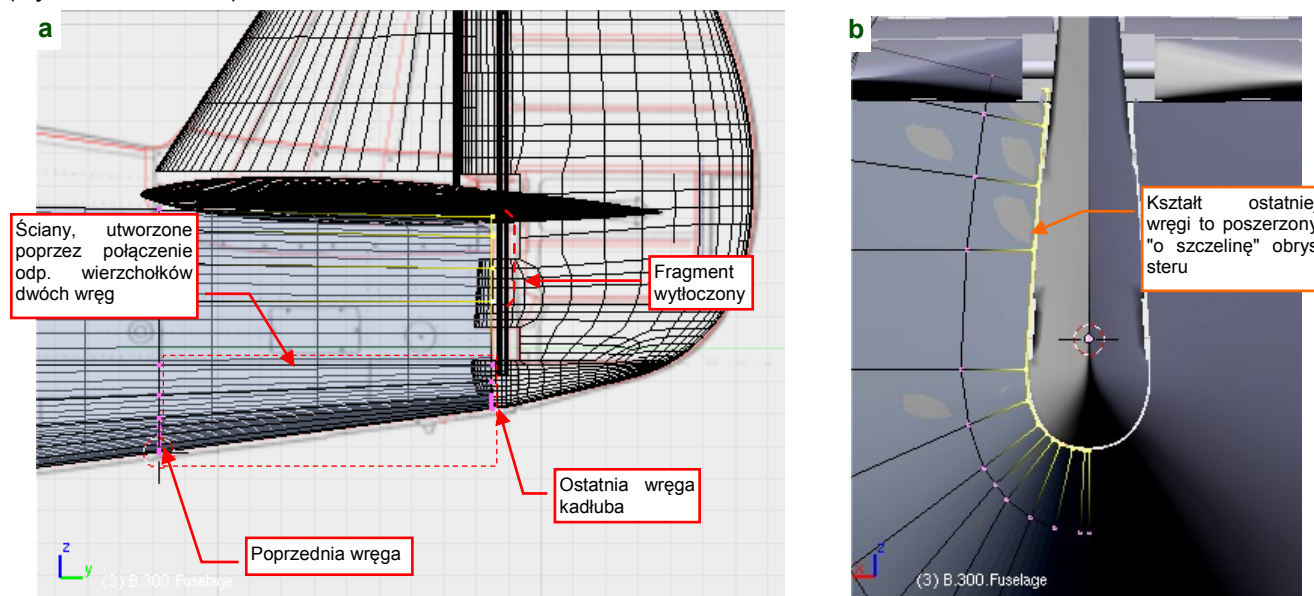 a
b
Ściany, utworzone
poprzez połączenie
odp. wierzchołków
dwóch wręg
Fragment
wytłoczony
Kształt ostatniej
wręgi to poszerzony
"o szczelinę" obrys
steru
Ostatnia wręga
kadłuba
Poprzednia wręga
z
y
(3) B.300.Fuselage
z
x
(3) B.300.Fuselage